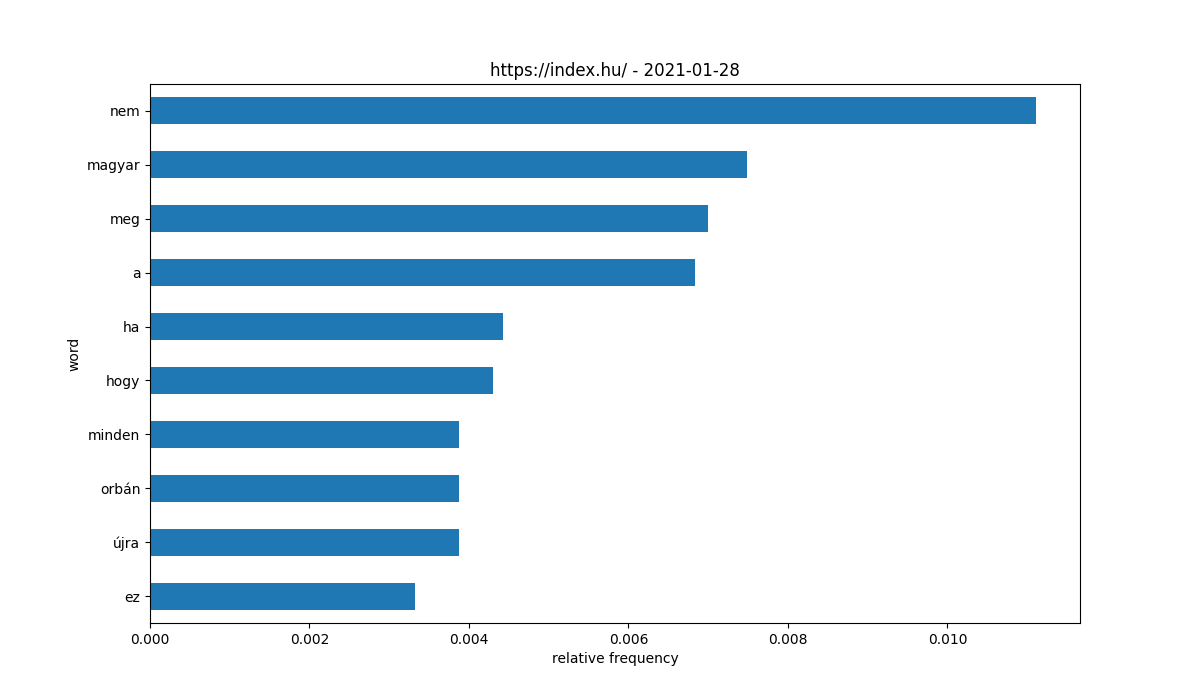 https://index.hu/ - 2021-01-28
word
nem
magyar
meg
a
ha
hogy
minden
orbán
újra
ez
0.000 0.002 0.004 0.006 0.008 0.010
relative frequency